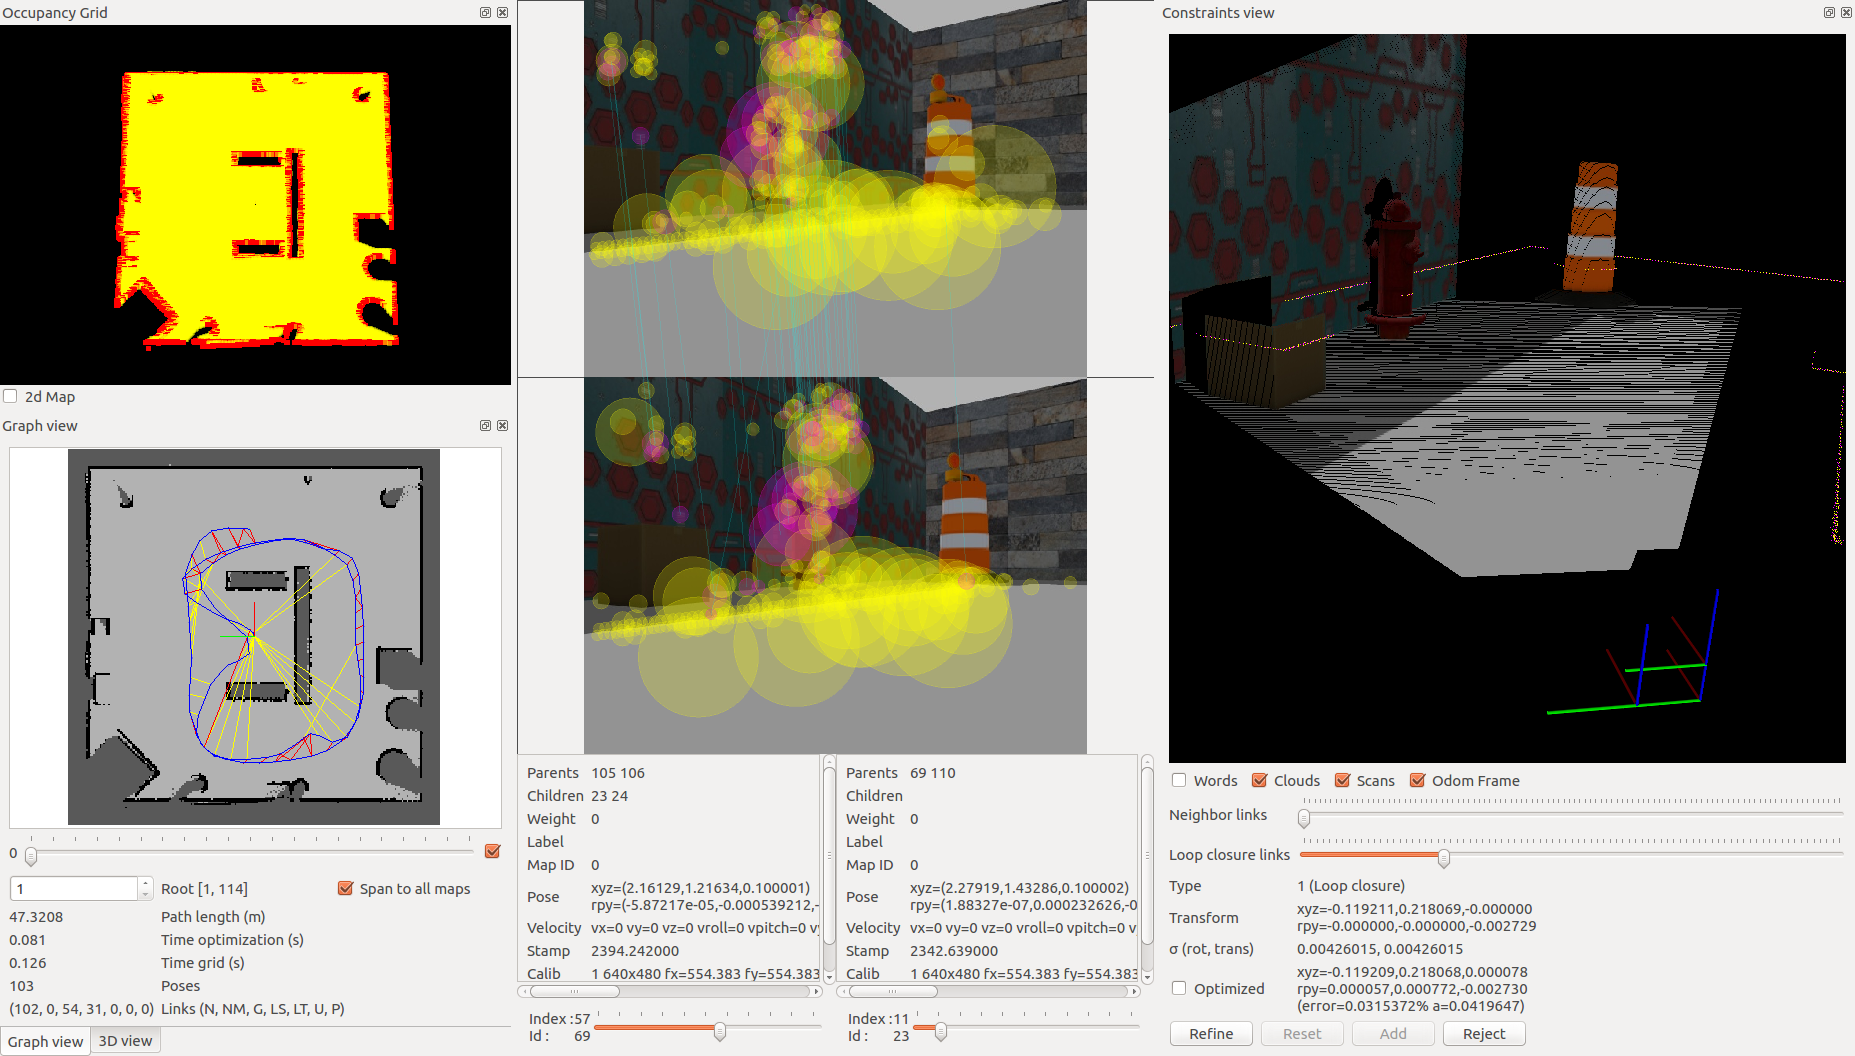 Occupancy Grid
2d Map
Graph view
0
1
Root [1, 114]
Span to all maps
47.3208 Path length (m)
0.081 Time optimization (s)
0.126 Time grid (s)
103 Poses
(102, 0, 54, 31, 0, 0, 0) Links (N, NM, G, LS, LT, U, P)
Graph view
3D view
Parents 105 106
Children 23 24
Weight 0
Label
Map ID 0
Pose xyz=(2.16129,1.21634,0.100001)
rpy=(-5.87217e-05,-0.000539212,-
Velocity vx=0 vy=0 vz=0 vroll=0 vpitch=0 vy
Stamp 2394.242000
Calib 1 640x480 fx=554.383 fy=554.383
Index :57
Id : 69
Parents 69 110
Children
Weight 0
Label
Map ID 0
Pose xyz=(2.27919,1.43286,0.100002)
rpy=(1.88327e-07,0.000232626,-0
Velocity vx=0 vy=0 vz=0 vroll=0 vpitch=0 v
Stamp 2342.639000
Calib 1 640x480 fx=554.383 fy=554.383
Index :11
Id : 23
Constraints view
Words Clouds Scans Odom Frame
Neighbor links
Loop closure links
Type 1 (Loop closure)
Transform xyz=-0.119211,0.218069,-0.000000
rpy=-0.000000,-0.000000,-0.002729
σ (rot, trans) 0.00426015, 0.00426015
Optimized xyz=-0.119209,0.218068,0.000078
rpy=0.000057,0.000772,-0.002730
(error=0.0315372% a=0.0419647)
Refine Reset Add Reject